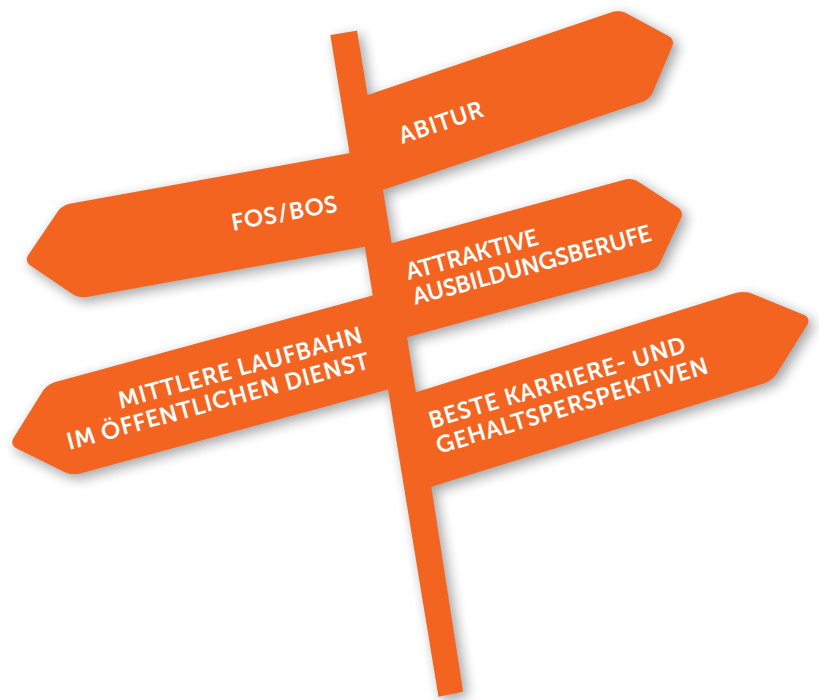 ABITUR
FOS/BOS
ATTRAKTIVE
AUSBILDUNGSBERUFE
MITTLERE LAUFBAHN
IM ÖFFENTLICHEN DIENST
BESTE KARRIERE- UND
GEHALTSPERSPEKTIVEN